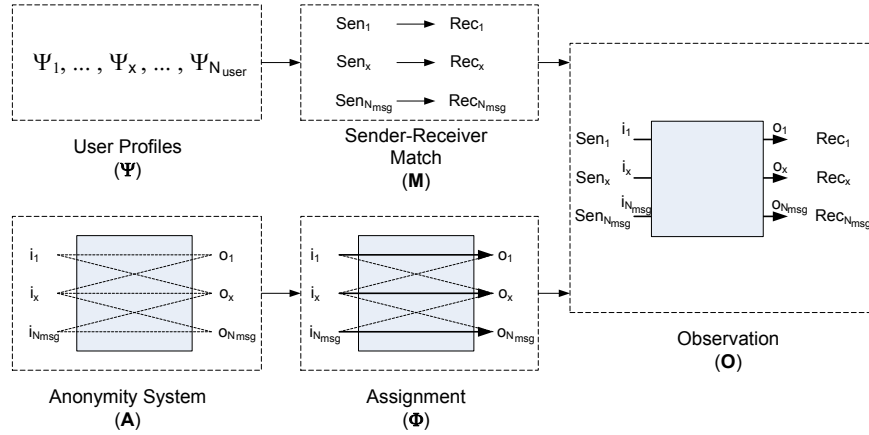 Ψ1, ... , Ψx, ... , ΨNuser
User Profiles
(Ψ)
Sen1 Rec1
Senx Recx
SenNmsg RecNmsg
Sender-Receiver
Match
(M)
i1 o1
ix ox
iNmsg oNmsg
Anonymity System
(A)
i1 o1
ix ox
iNmsg oNmsg
Assignment
(Φ)
Sen1 i1 o1 Rec1
Senx ix ox Recx
SenNmsg iNmsg oNmsg RecNmsg
Observation
(O)